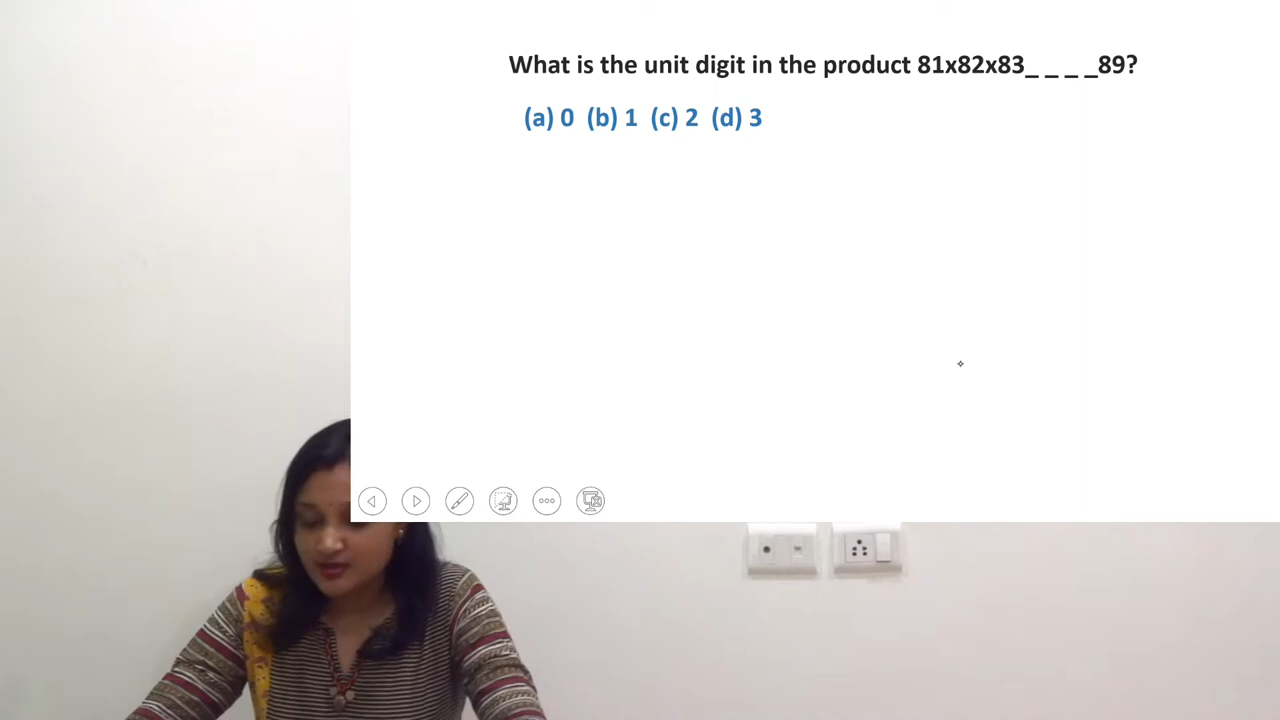 What is the unit digit in the product 81x82x83_ _ _ _89?
(a) 0 (b) 1 (c) 2 (d) 3